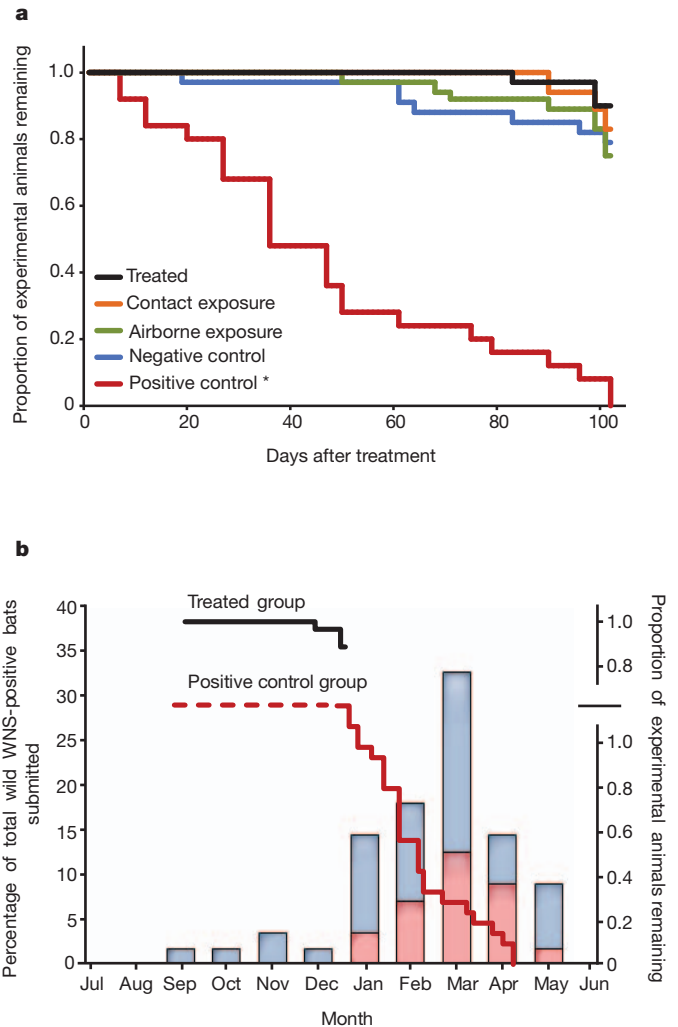 a
Proportion of experimental animals remaining
1.0
0.8
0.6
0.4
0.2
0
Treated
Contact exposure
Airborne exposure
Negative control
Positive control *
0 20 40 60 80 100
Days after treatment
b
Percentage of total wild WNS-positive bats
submitted
40
35
30
25
20
15
10
5
0
Treated group
Positive control group
1.0
0.8
1.0
0.8
0.6
0.4
0.2
0
Proportion of experimental animals remaining
Jul Aug Sep Oct Nov Dec Jan Feb Mar Apr May Jun
Month